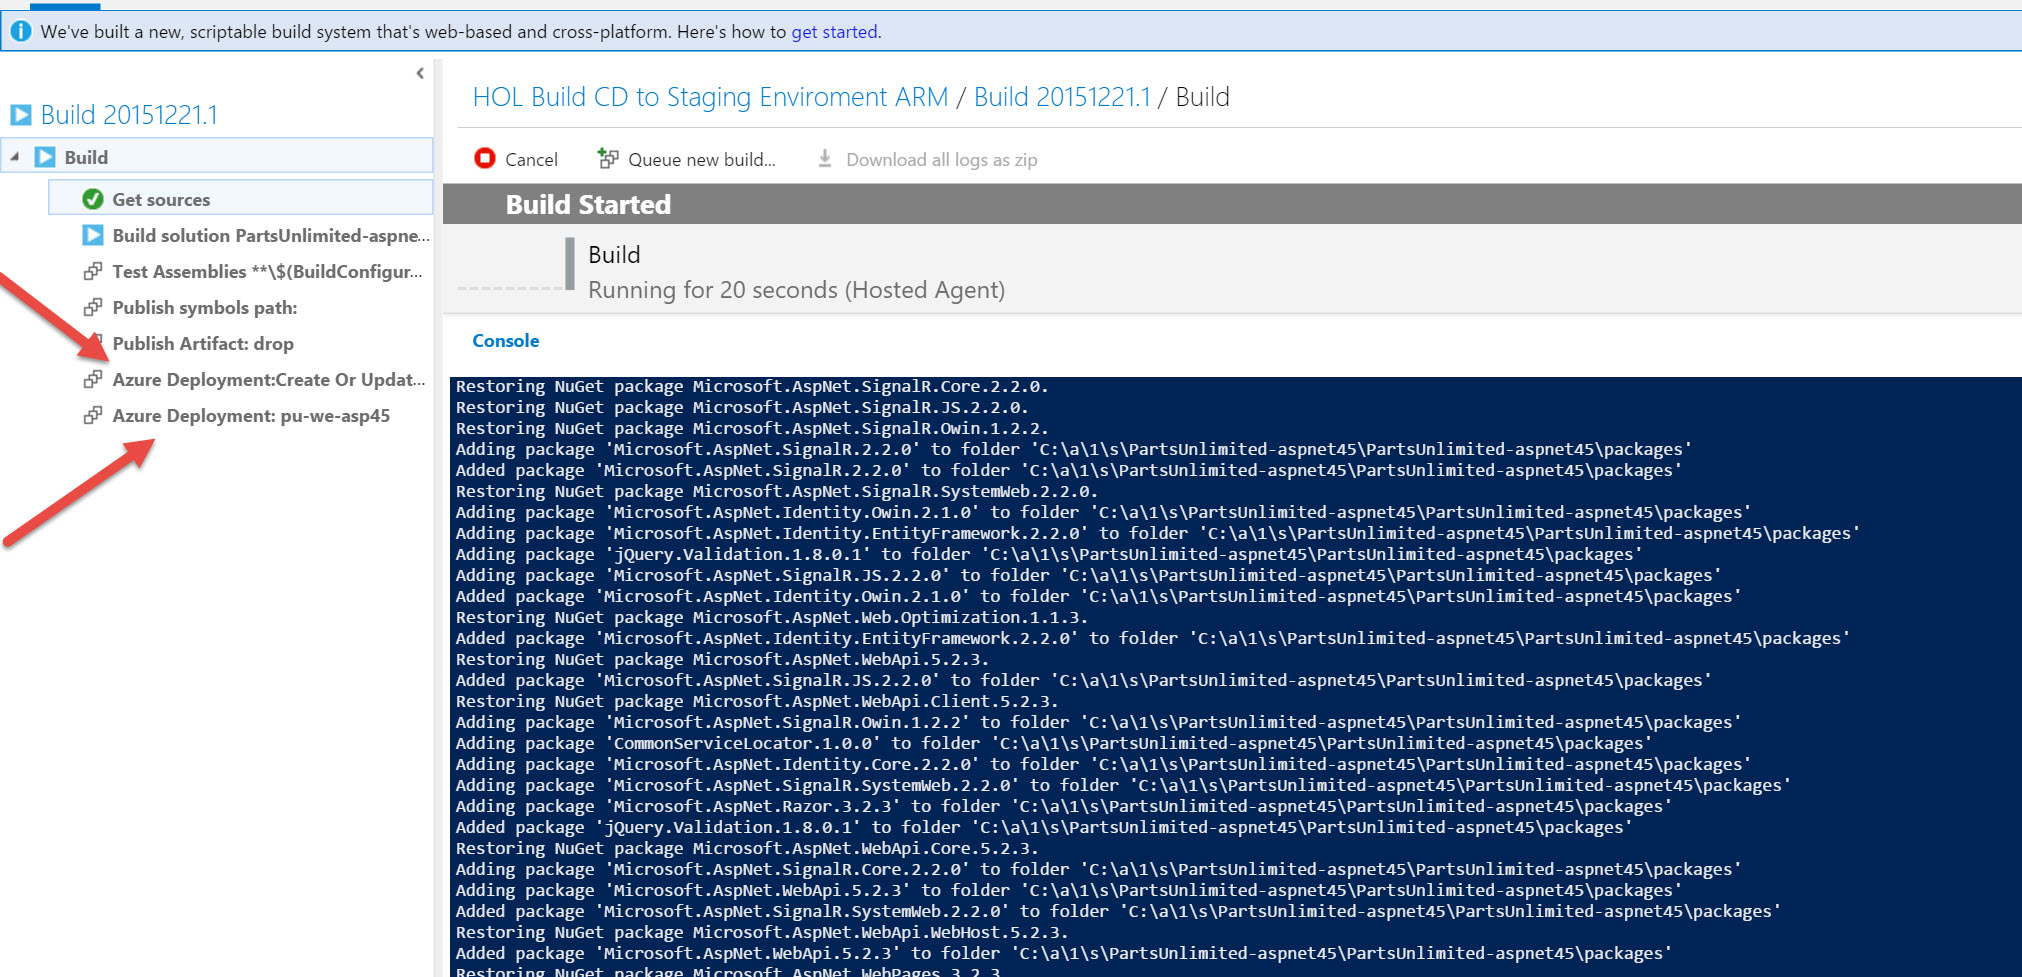 We've built a new, scriptable build system that's web-based and cross-platform. Here's how to get started.
Build 20151221.1
Build
Get sources
Build solution PartsUnlimited-aspne...
Test Assemblies **\$(BuildConfigur...
Publish symbols path:
Publish Artifact: drop
Azure Deployment:Create Or Updat...
Azure Deployment: pu-we-asp45
HOL Build CD to Staging Enviroment ARM / Build 20151221.1 / Build
Cancel Queue new build... Download all logs as zip
Build Started
Build
Running for 20 seconds (Hosted Agent)
Console
Restoring NuGet package Microsoft.AspNet.SignalR.Core.2.2.0.
Restoring NuGet package Microsoft.AspNet.SignalR.JS.2.2.0.
Restoring NuGet package Microsoft.AspNet.SignalR.Owin.1.2.2.
Adding package 'Microsoft.AspNet.SignalR.2.2.0' to folder 'C:\a\1\s\PartsUnlimited-aspnet45\PartsUnlimited-aspnet45\packages'
Added package 'Microsoft.AspNet.SignalR.2.2.0' to folder 'C:\a\1\s\PartsUnlimited-aspnet45\PartsUnlimited-aspnet45\packages'
Restoring NuGet package Microsoft.AspNet.SignalR.SystemWeb.2.2.0.
Adding package 'Microsoft.AspNet.Identity.Owin.2.1.0' to folder 'C:\a\1\s\PartsUnlimited-aspnet45\PartsUnlimited-aspnet45\packages'
Adding package 'Microsoft.AspNet.Identity.EntityFramework.2.2.0' to folder 'C:\a\1\s\PartsUnlimited-aspnet45\PartsUnlimited-aspnet45\packages'
Adding package 'jQuery.Validation.1.8.0.1' to folder 'C:\a\1\s\PartsUnlimited-aspnet45\PartsUnlimited-aspnet45\packages'
Adding package 'Microsoft.AspNet.SignalR.JS.2.2.0' to folder 'C:\a\1\s\PartsUnlimited-aspnet45\PartsUnlimited-aspnet45\packages'
Added package 'Microsoft.AspNet.Identity.Owin.2.1.0' to folder 'C:\a\1\s\PartsUnlimited-aspnet45\PartsUnlimited-aspnet45\packages'
Restoring NuGet package Microsoft.AspNet.Web.Optimization.1.1.3.
Added package 'Microsoft.AspNet.Identity.EntityFramework.2.2.0' to folder 'C:\a\1\s\PartsUnlimited-aspnet45\PartsUnlimited-aspnet45\packages'
Restoring NuGet package Microsoft.AspNet.WebApi.5.2.3.
Added package 'Microsoft.AspNet.SignalR.JS.2.2.0' to folder 'C:\a\1\s\PartsUnlimited-aspnet45\PartsUnlimited-aspnet45\packages'
Restoring NuGet package Microsoft.AspNet.WebApi.Client.5.2.3.
Adding package 'Microsoft.AspNet.SignalR.Owin.1.2.2' to folder 'C:\a\1\s\PartsUnlimited-aspnet45\PartsUnlimited-aspnet45\packages'
Adding package 'CommonServiceLocator.1.0.0' to folder 'C:\a\1\s\PartsUnlimited-aspnet45\PartsUnlimited-aspnet45\packages'
Adding package 'Microsoft.AspNet.Identity.Core.2.2.0' to folder 'C:\a\1\s\PartsUnlimited-aspnet45\PartsUnlimited-aspnet45\packages'
Adding package 'Microsoft.AspNet.SignalR.SystemWeb.2.2.0' to folder 'C:\a\1\s\PartsUnlimited-aspnet45\PartsUnlimited-aspnet45\packages'
Adding package 'Microsoft.AspNet.Razor.3.2.3' to folder 'C:\a\1\s\PartsUnlimited-aspnet45\PartsUnlimited-aspnet45\packages'
Added package 'jQuery.Validation.1.8.0.1' to folder 'C:\a\1\s\PartsUnlimited-aspnet45\PartsUnlimited-aspnet45\packages'
Restoring NuGet package Microsoft.AspNet.WebApi.Core.5.2.3.
Adding package 'Microsoft.AspNet.SignalR.Core.2.2.0' to folder 'C:\a\1\s\PartsUnlimited-aspnet45\PartsUnlimited-aspnet45\packages'
Adding package 'Microsoft.AspNet.WebApi.5.2.3' to folder 'C:\a\1\s\PartsUnlimited-aspnet45\PartsUnlimited-aspnet45\packages'
Added package 'Microsoft.AspNet.SignalR.SystemWeb.2.2.0' to folder 'C:\a\1\s\PartsUnlimited-aspnet45\PartsUnlimited-aspnet45\packages'
Restoring NuGet package Microsoft.AspNet.WebApi.WebHost.5.2.3.
Added package 'Microsoft.AspNet.WebApi.5.2.3' to folder 'C:\a\1\s\PartsUnlimited-aspnet45\PartsUnlimited-aspnet45\packages'
Restoring NuGet package Microsoft.AspNet.WebPages.3.2.3.